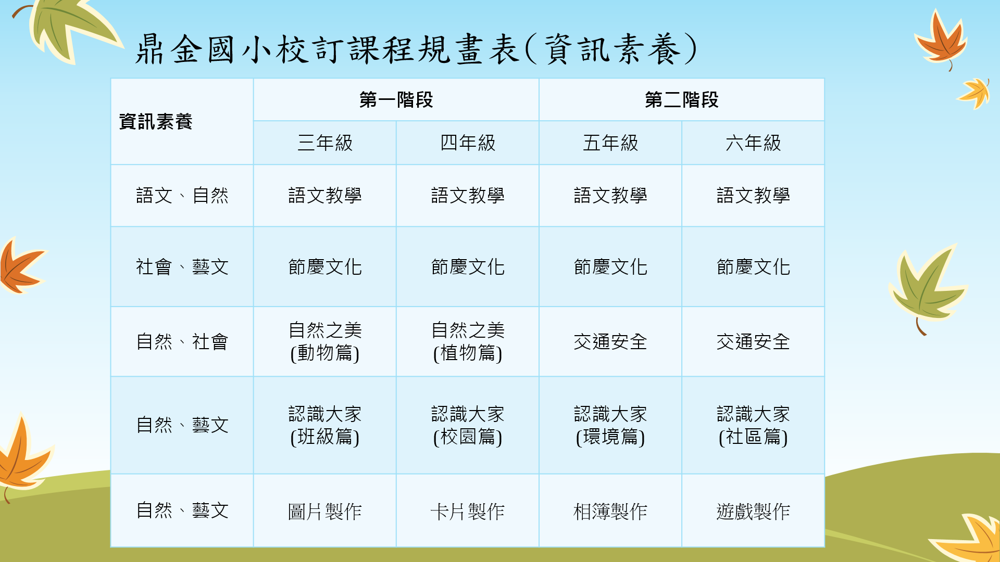 鼎金國小校訂課程規畫表(資訊素養)
資訊素養 第一階段 第二階段
三年級 四年級 五年級 六年級
語文、自然 語文教學 語文教學 語文教學 語文教學
社會、藝文 節慶文化 節慶文化 節慶文化 節慶文化
自然、社會 自然之美 自然之美 交通安全 交通安全
(動物篇) (植物篇)
自然、藝文 認識大家 認識大家 認識大家 認識大家
(班級篇) (校園篇) (環境篇) (社區篇)
自然、藝文 圖片製作 卡片製作 相簿製作 遊戲製作